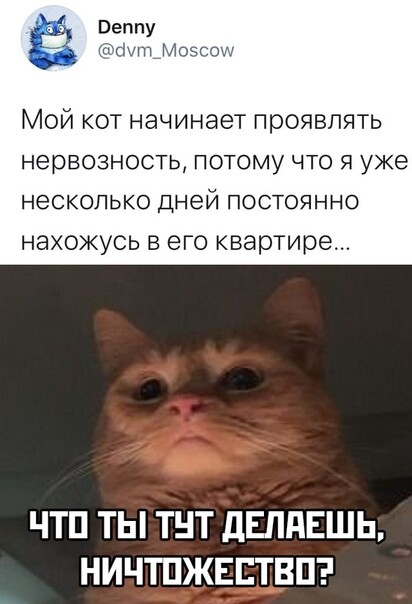 Denny
@dvm_Moscow
Мой кот начинает проявлять
нервозность, потому что я уже
несколько дней постоянно
нахожусь в его квартире...
ЧТО ТЫ ТУТ ДЕЛАЕШЬ,
НИЧТОЖЕСТВО?